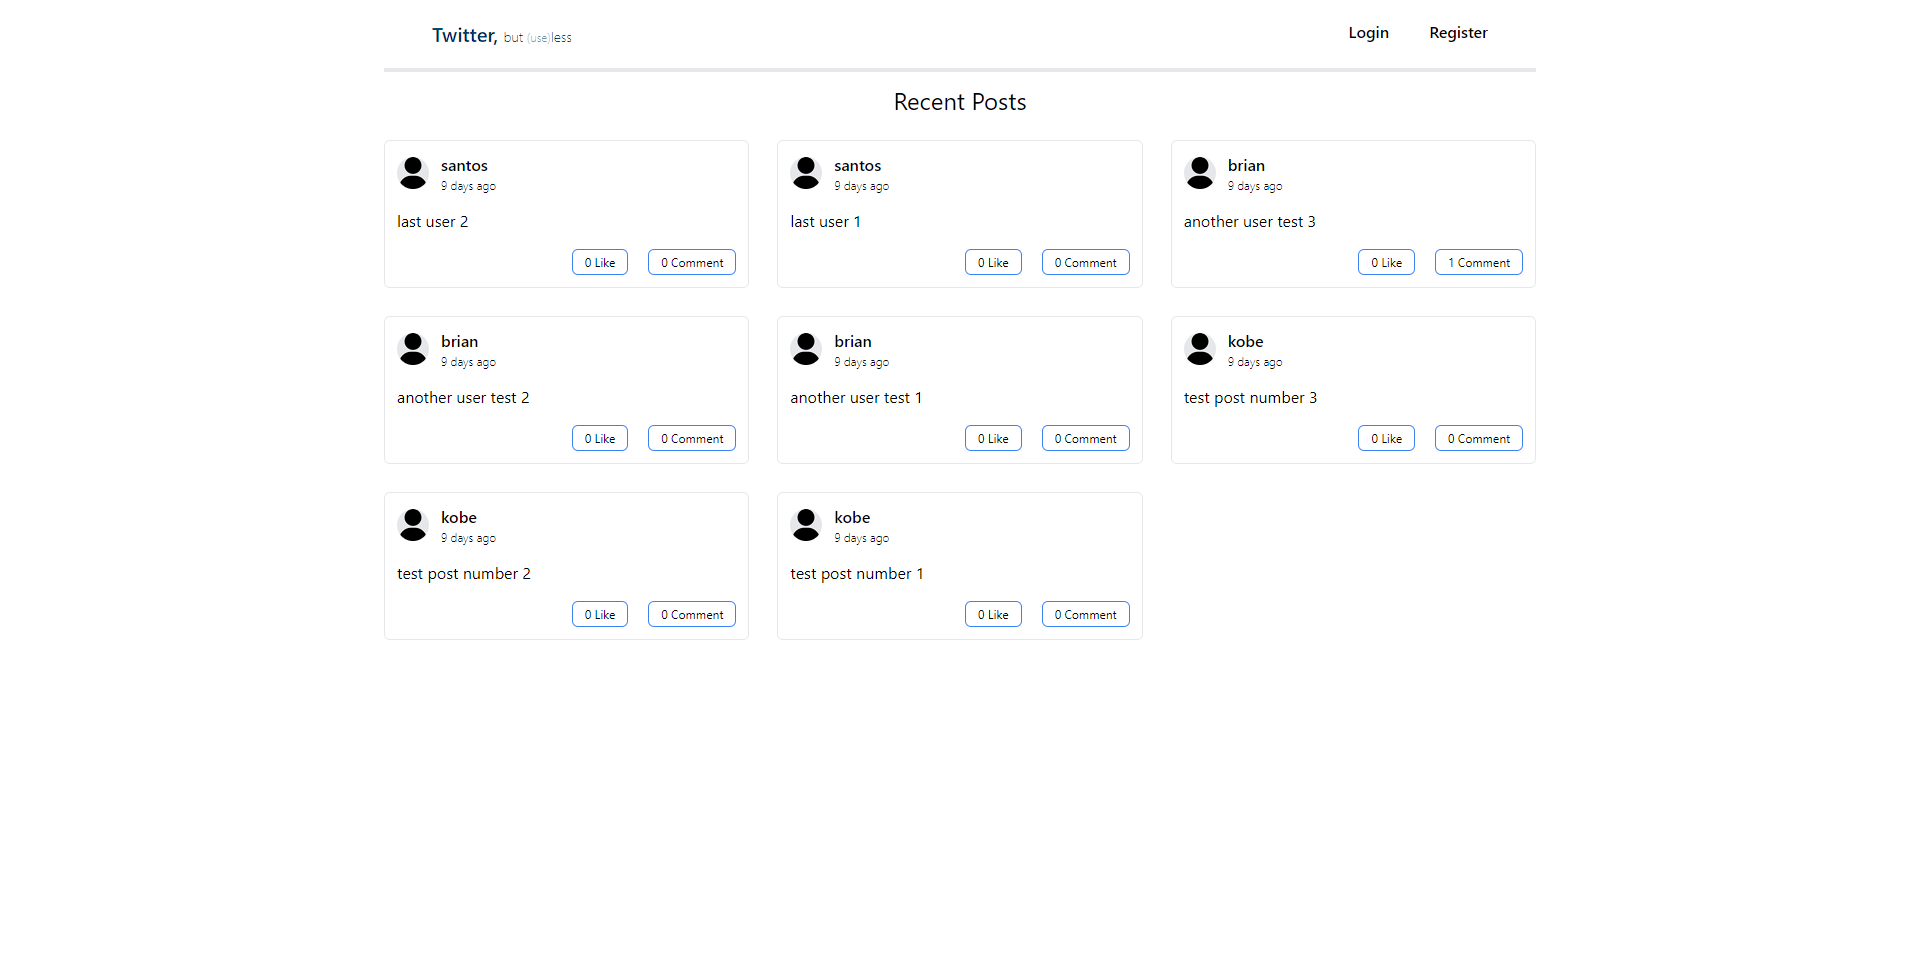 Twitter, but (use)less
Login Register
Recent Posts
santos
9 days ago
last user 2
0 Like 0 Comment
santos
9 days ago
last user 1
0 Like 0 Comment
brian
9 days ago
another user test 3
0 Like 1 Comment
brian
9 days ago
another user test 2
0 Like 0 Comment
brian
9 days ago
another user test 1
0 Like 0 Comment
kobe
9 days ago
test post number 3
0 Like 0 Comment
kobe
9 days ago
test post number 2
0 Like 0 Comment
kobe
9 days ago
test post number 1
0 Like 0 Comment